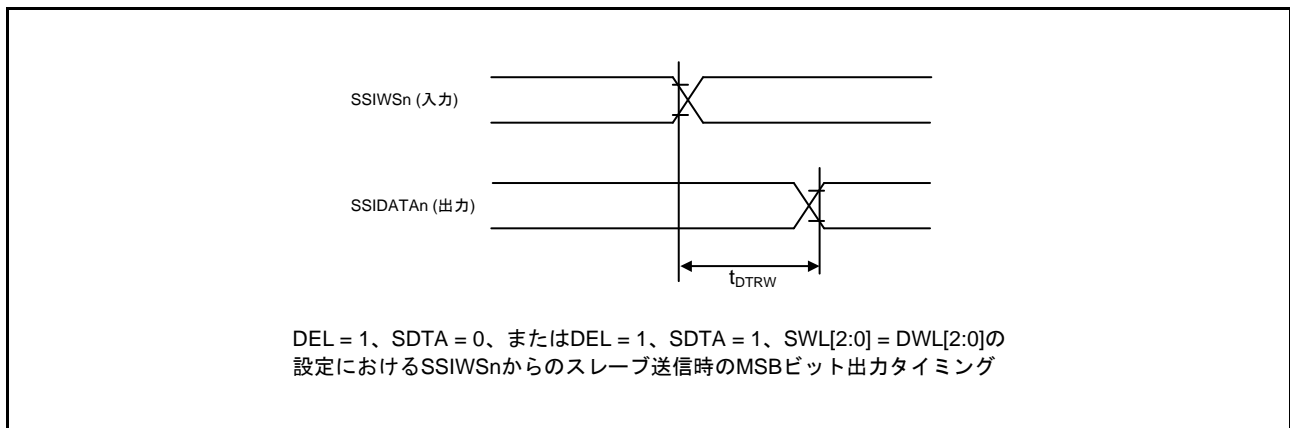 SSIWSn (入力)
SSIDATAn (出力)
tDTRW
DEL = 1、SDTA = 0、またはDEL = 1、SDTA = 1、SWL[2:0] = DWL[2:0]の
設定におけるSSIWSnからのスレーブ送信時のMSBビット出力タイミング